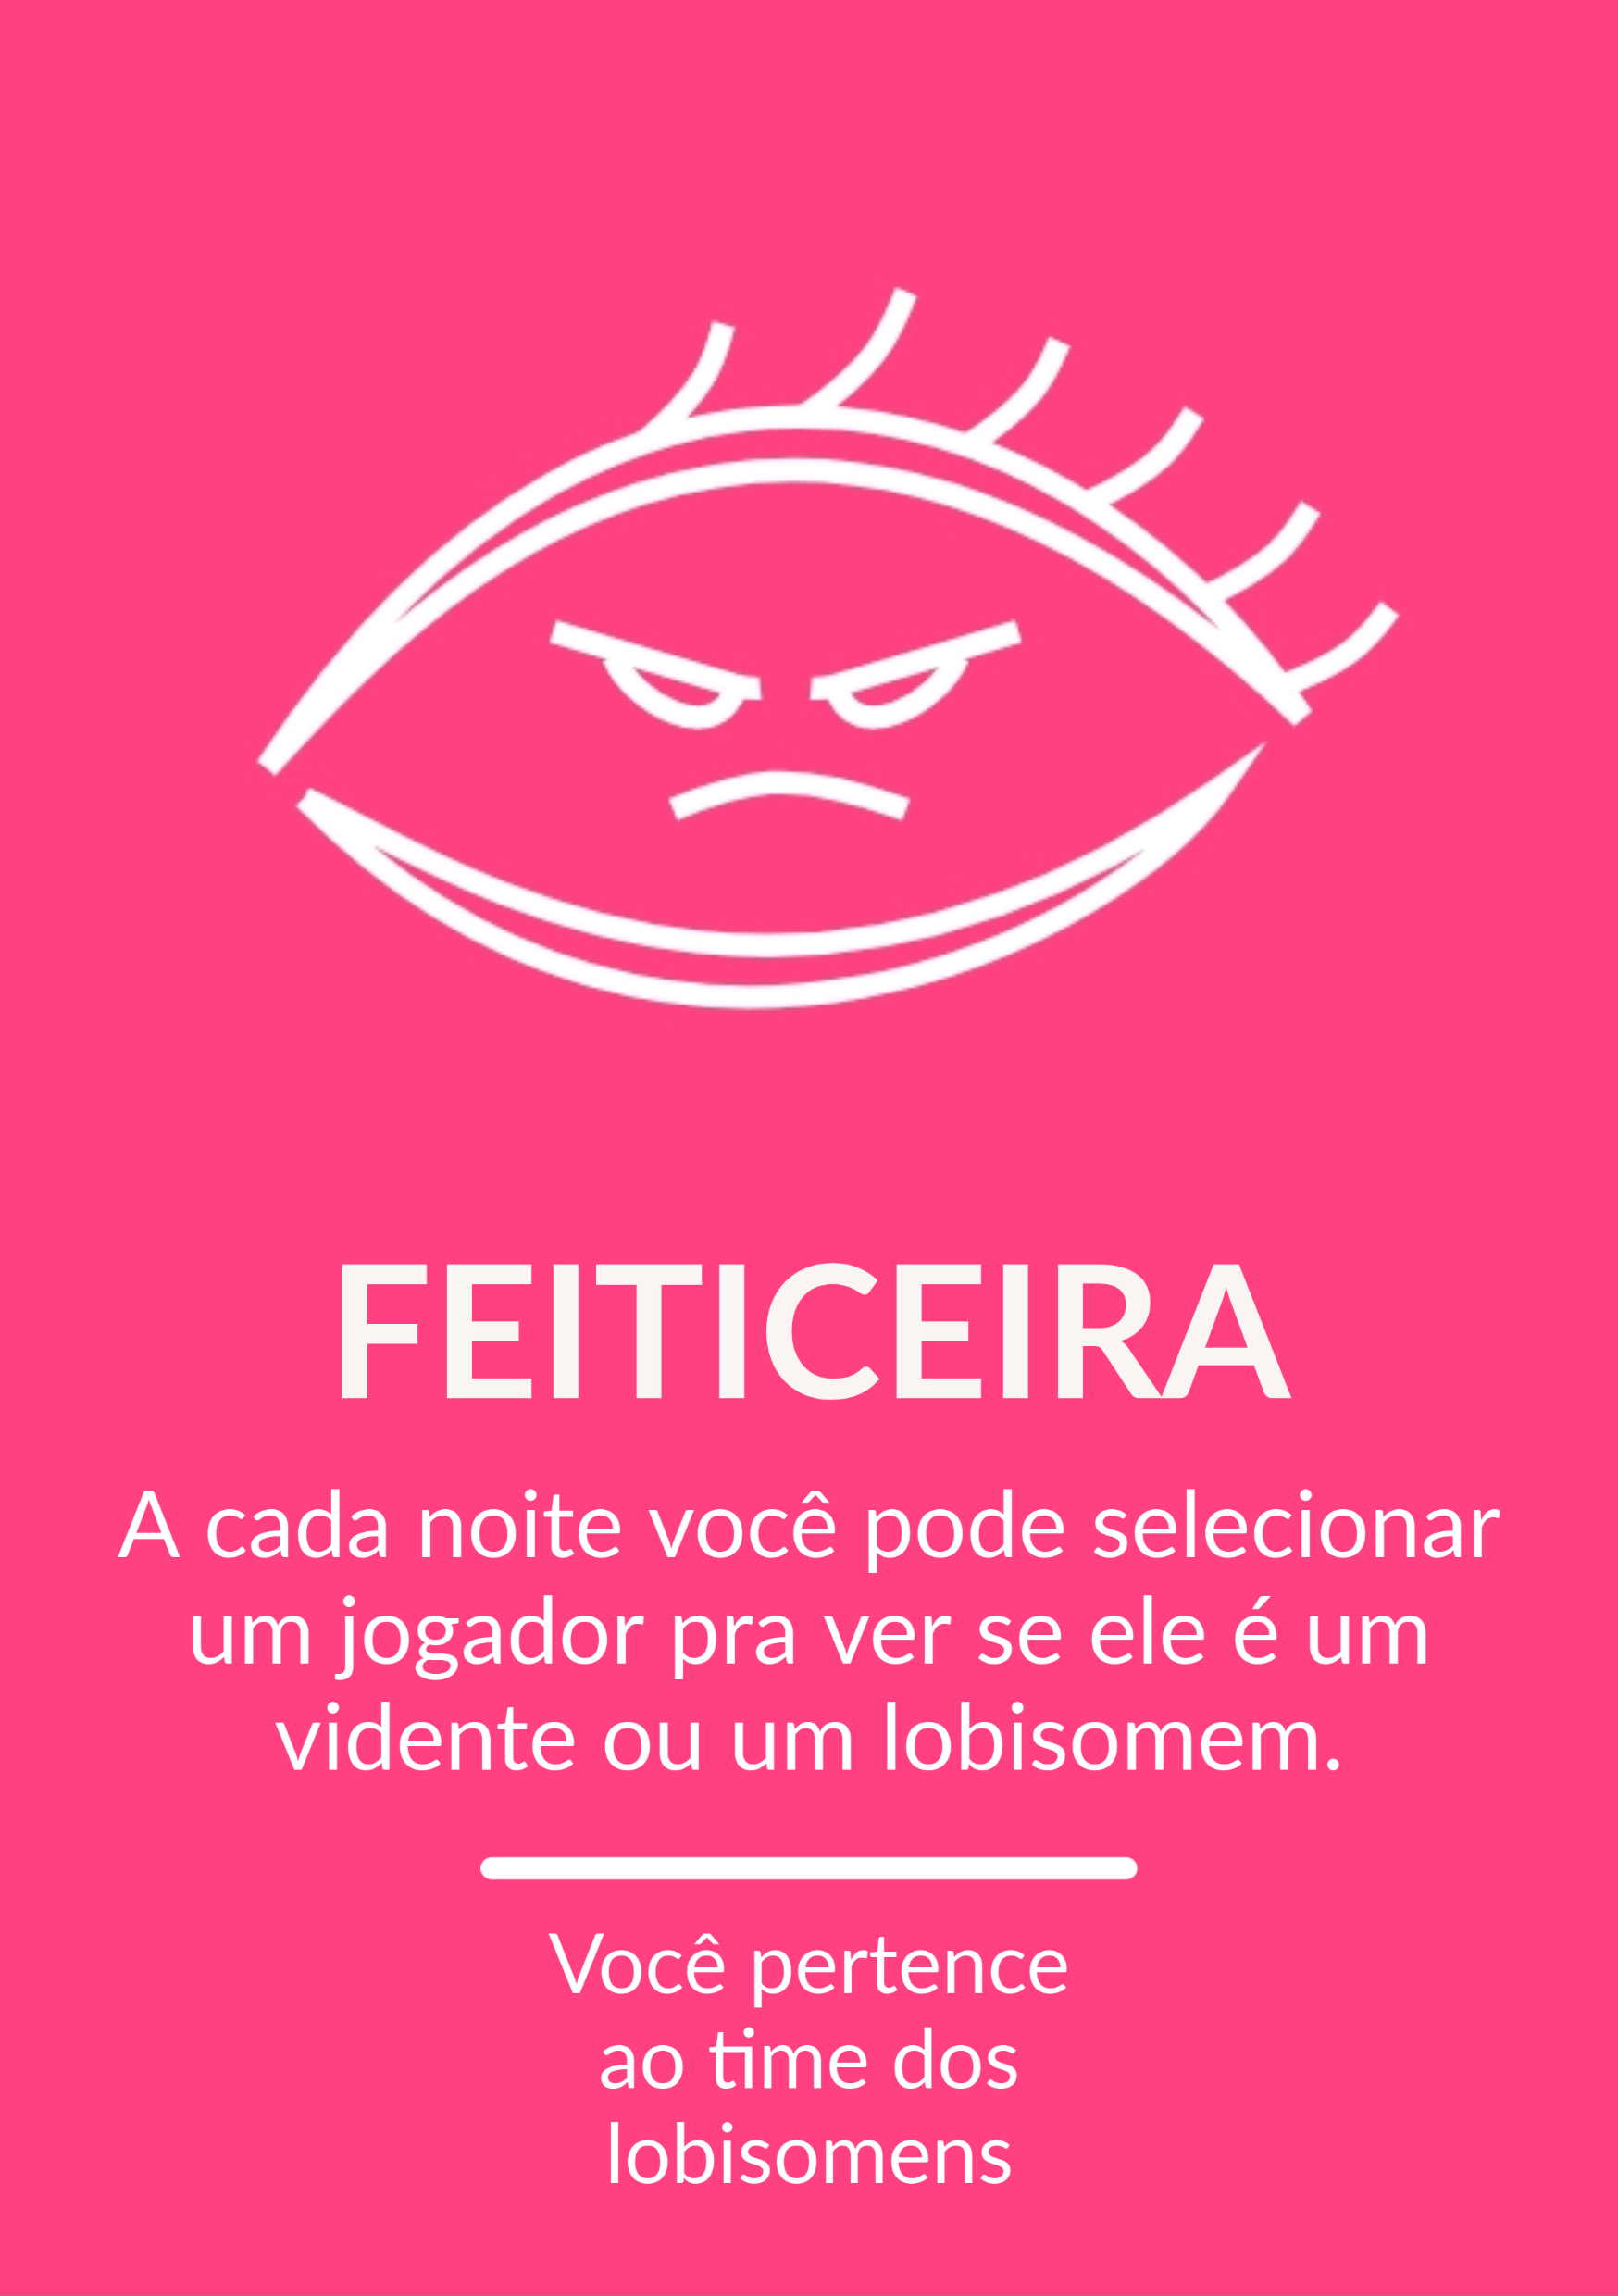 FEITICEIRA
A cada noite você pode selecionar
um jogador pra ver se ele é um
vidente ou um lobisomem.
Você pertence
ao time dos
lobisomens